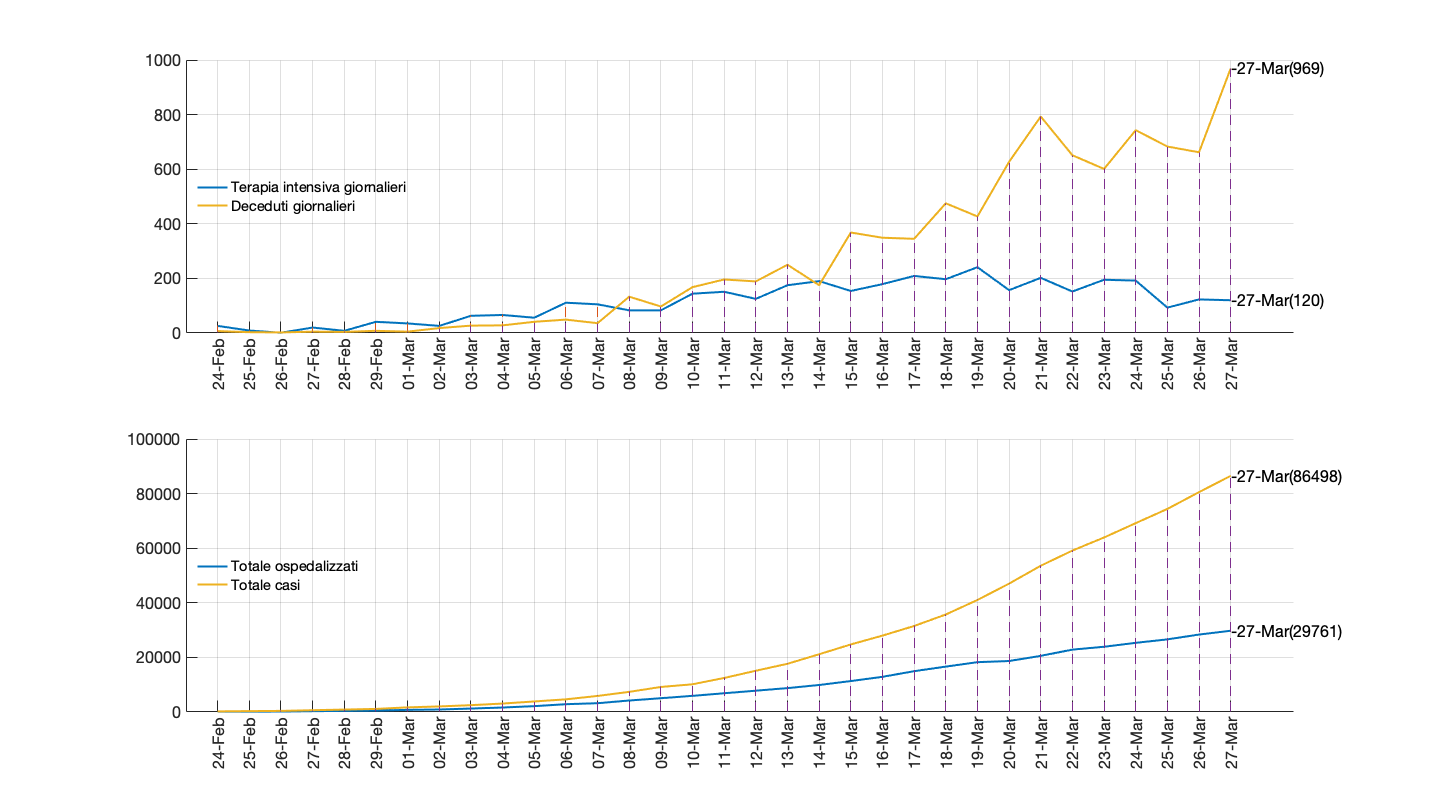 1000
-27-Mar(969)
800
600
Terapia intensiva giornalieri
Deceduti giornalieri
400
200
-27-Mar(120)
0
24-Feb 25-Feb 26-Feb 27-Feb 28-Feb 29-Feb 01-Mar 02-Mar 03-Mar 04-Mar 05-Mar 06-Mar 07-Mar 08-Mar 09-Mar 10-Mar 11-Mar 12-Mar 13-Mar 14-Mar 15-Mar 16-Mar 17-Mar 18-Mar 19-Mar 20-Mar 21-Mar 22-Mar 23-Mar 24-Mar 25-Mar 26-Mar 27-Mar
100000
-27-Mar(86498)
80000
60000
Totale ospedalizzati
Totale casi
40000
-27-Mar(29761)
20000
0
24-Feb 25-Feb 26-Feb 27-Feb 28-Feb 29-Feb 01-Mar 02-Mar 03-Mar 04-Mar 05-Mar 06-Mar 07-Mar 08-Mar 09-Mar 10-Mar 11-Mar 12-Mar 13-Mar 14-Mar 15-Mar 16-Mar 17-Mar 18-Mar 19-Mar 20-Mar 21-Mar 22-Mar 23-Mar 24-Mar 25-Mar 26-Mar 27-Mar